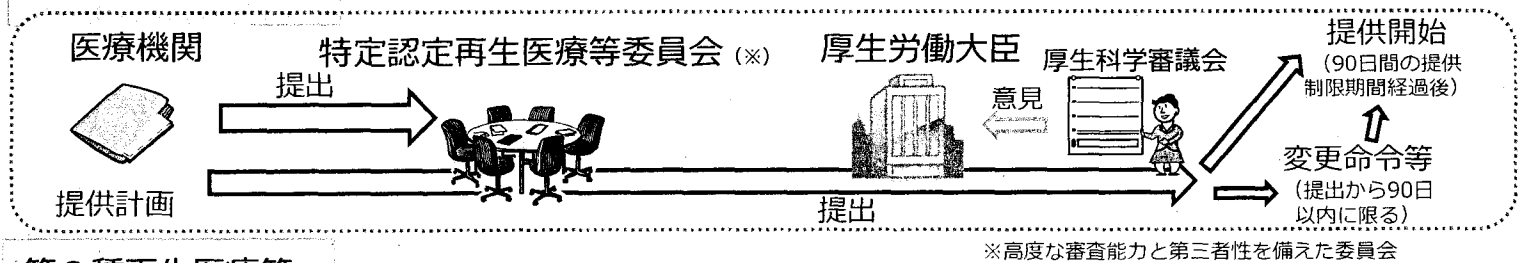 医療機関
特定認定再生医療等委員会(※)
厚生労働大臣
厚生科学審議会
提供開始
(90日間の提供
制限期間経過後)
提出
意見
変更命令等
(提出から90日
以内に限る)
提供計画
提出
※高度な審査能力と第三者性を備えた委員会